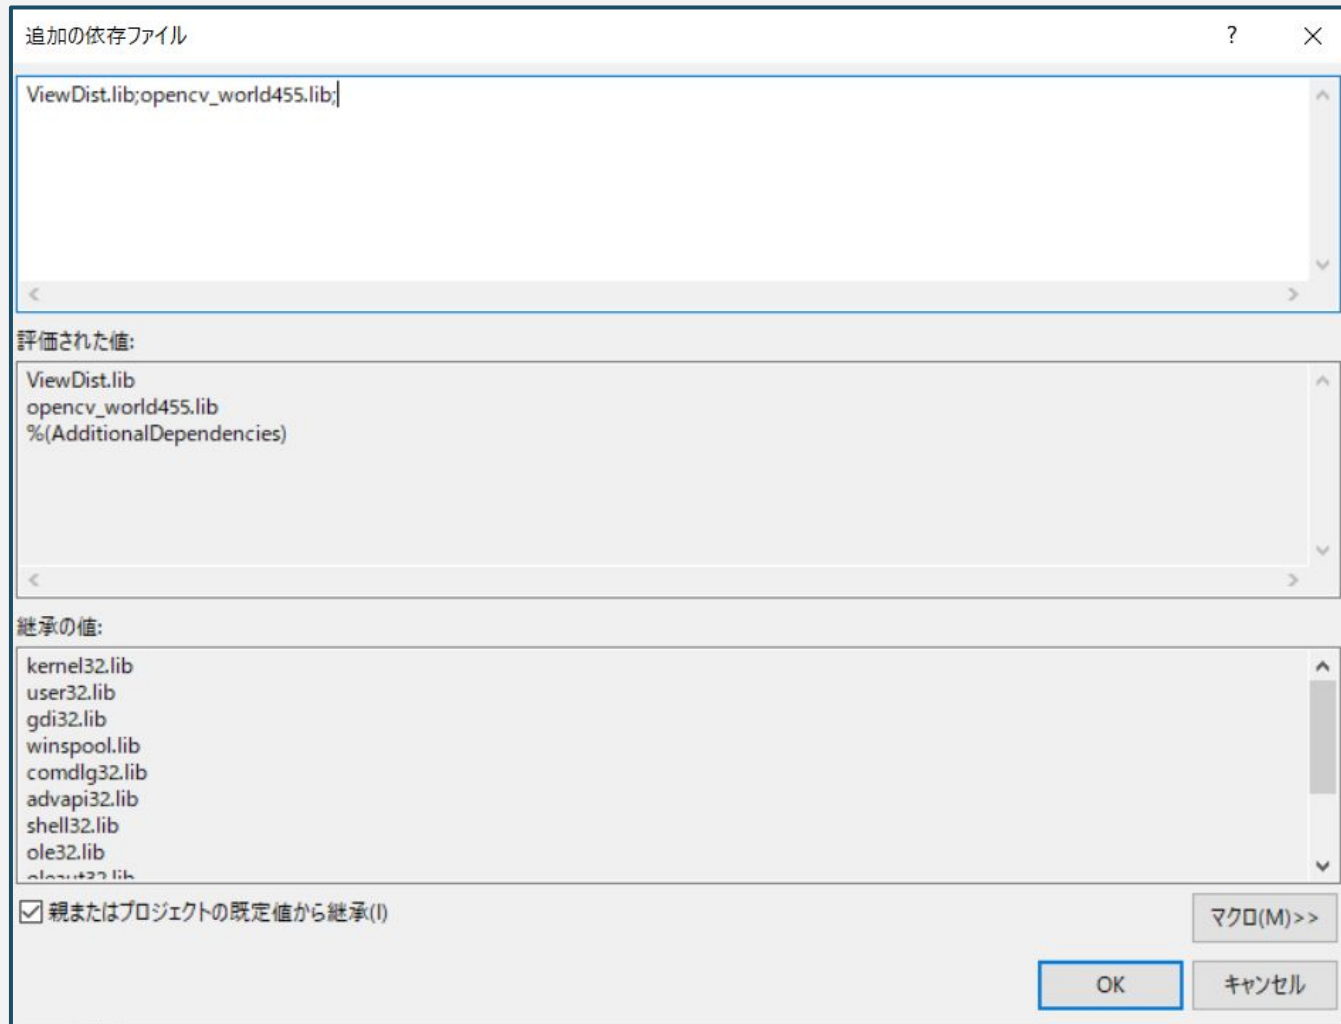 追加の依存ファイル
?
ViewDist.lib;opencv_world455.lib;
評価された値:
ViewDist.lib
opencv_world455.lib
%(AdditionalDependencies)
継承の値:
kernel32.lib
user32.lib
gdi32.lib
winspool.lib
comdlg32.lib
advapi32.lib
shell32.lib
ole32.lib
oleaut32.lib
親またはプロジェクトの既定値から継承(I)
マクロ(M)>>
OK
キャンセル